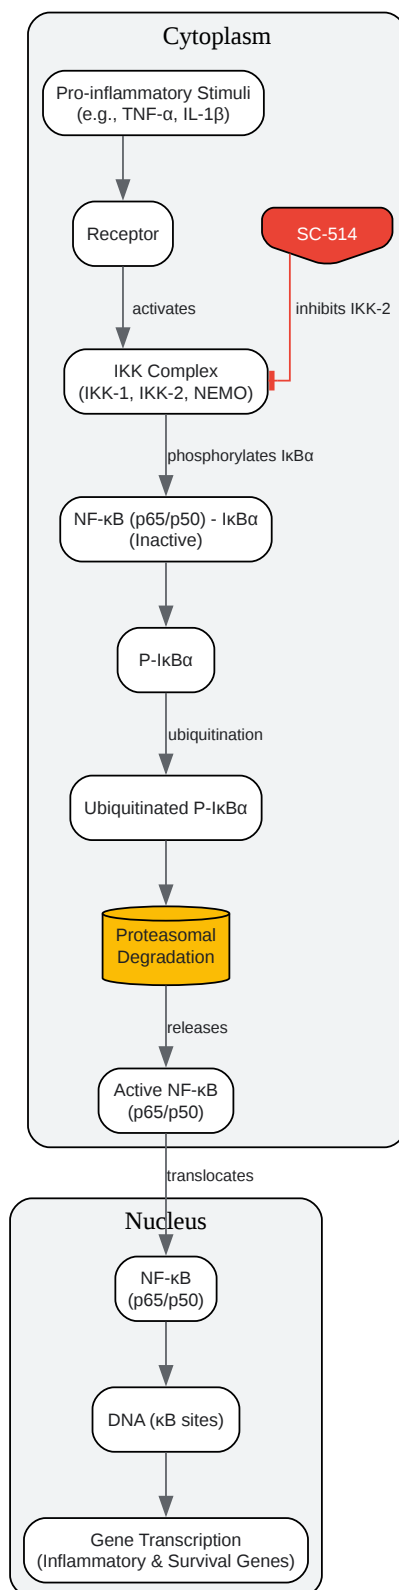 Cytoplasm
Pro-inflammatory Stimuli
(e.g., TNF-α, IL-1β)
Receptor
SC-514
activates
inhibits IKK-2
IKK Complex
(IKK-1, IKK-2, NEMO)
phosphorylates IκBα
NF-κB (p65/p50) - IκBα
(Inactive)
P-IκBα
ubiquitination
Ubiquitinated P-IκBα
Proteasomal
Degradation
releases
Active NF-κB
(p65/p50)
translocates
Nucleus
NF-κB
(p65/p50)
DNA (κB sites)
Gene Transcription
(Inflammatory & Survival Genes)